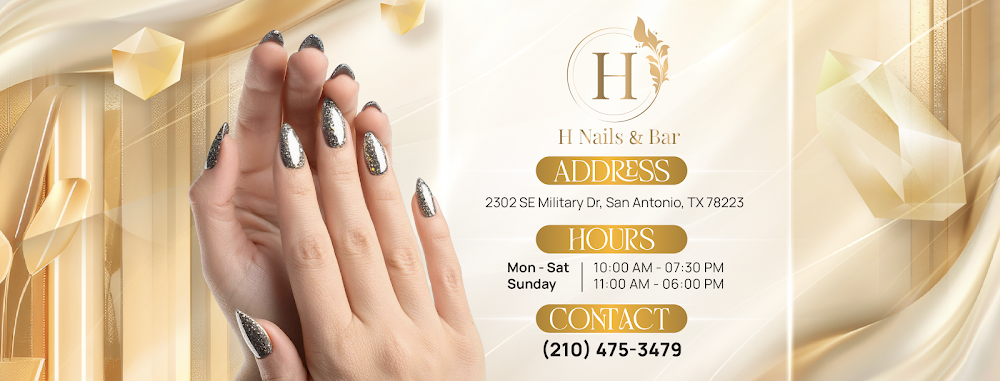 H
H Nails & Bar
ADDRESS
2302 SE Military Dr, San Antonio, TX 78223
HOURS
Mon - Sat 10:00 AM - 07:30 PM
Sunday 11:00 AM - 06:00 PM
CONTACT
(210) 475-3479